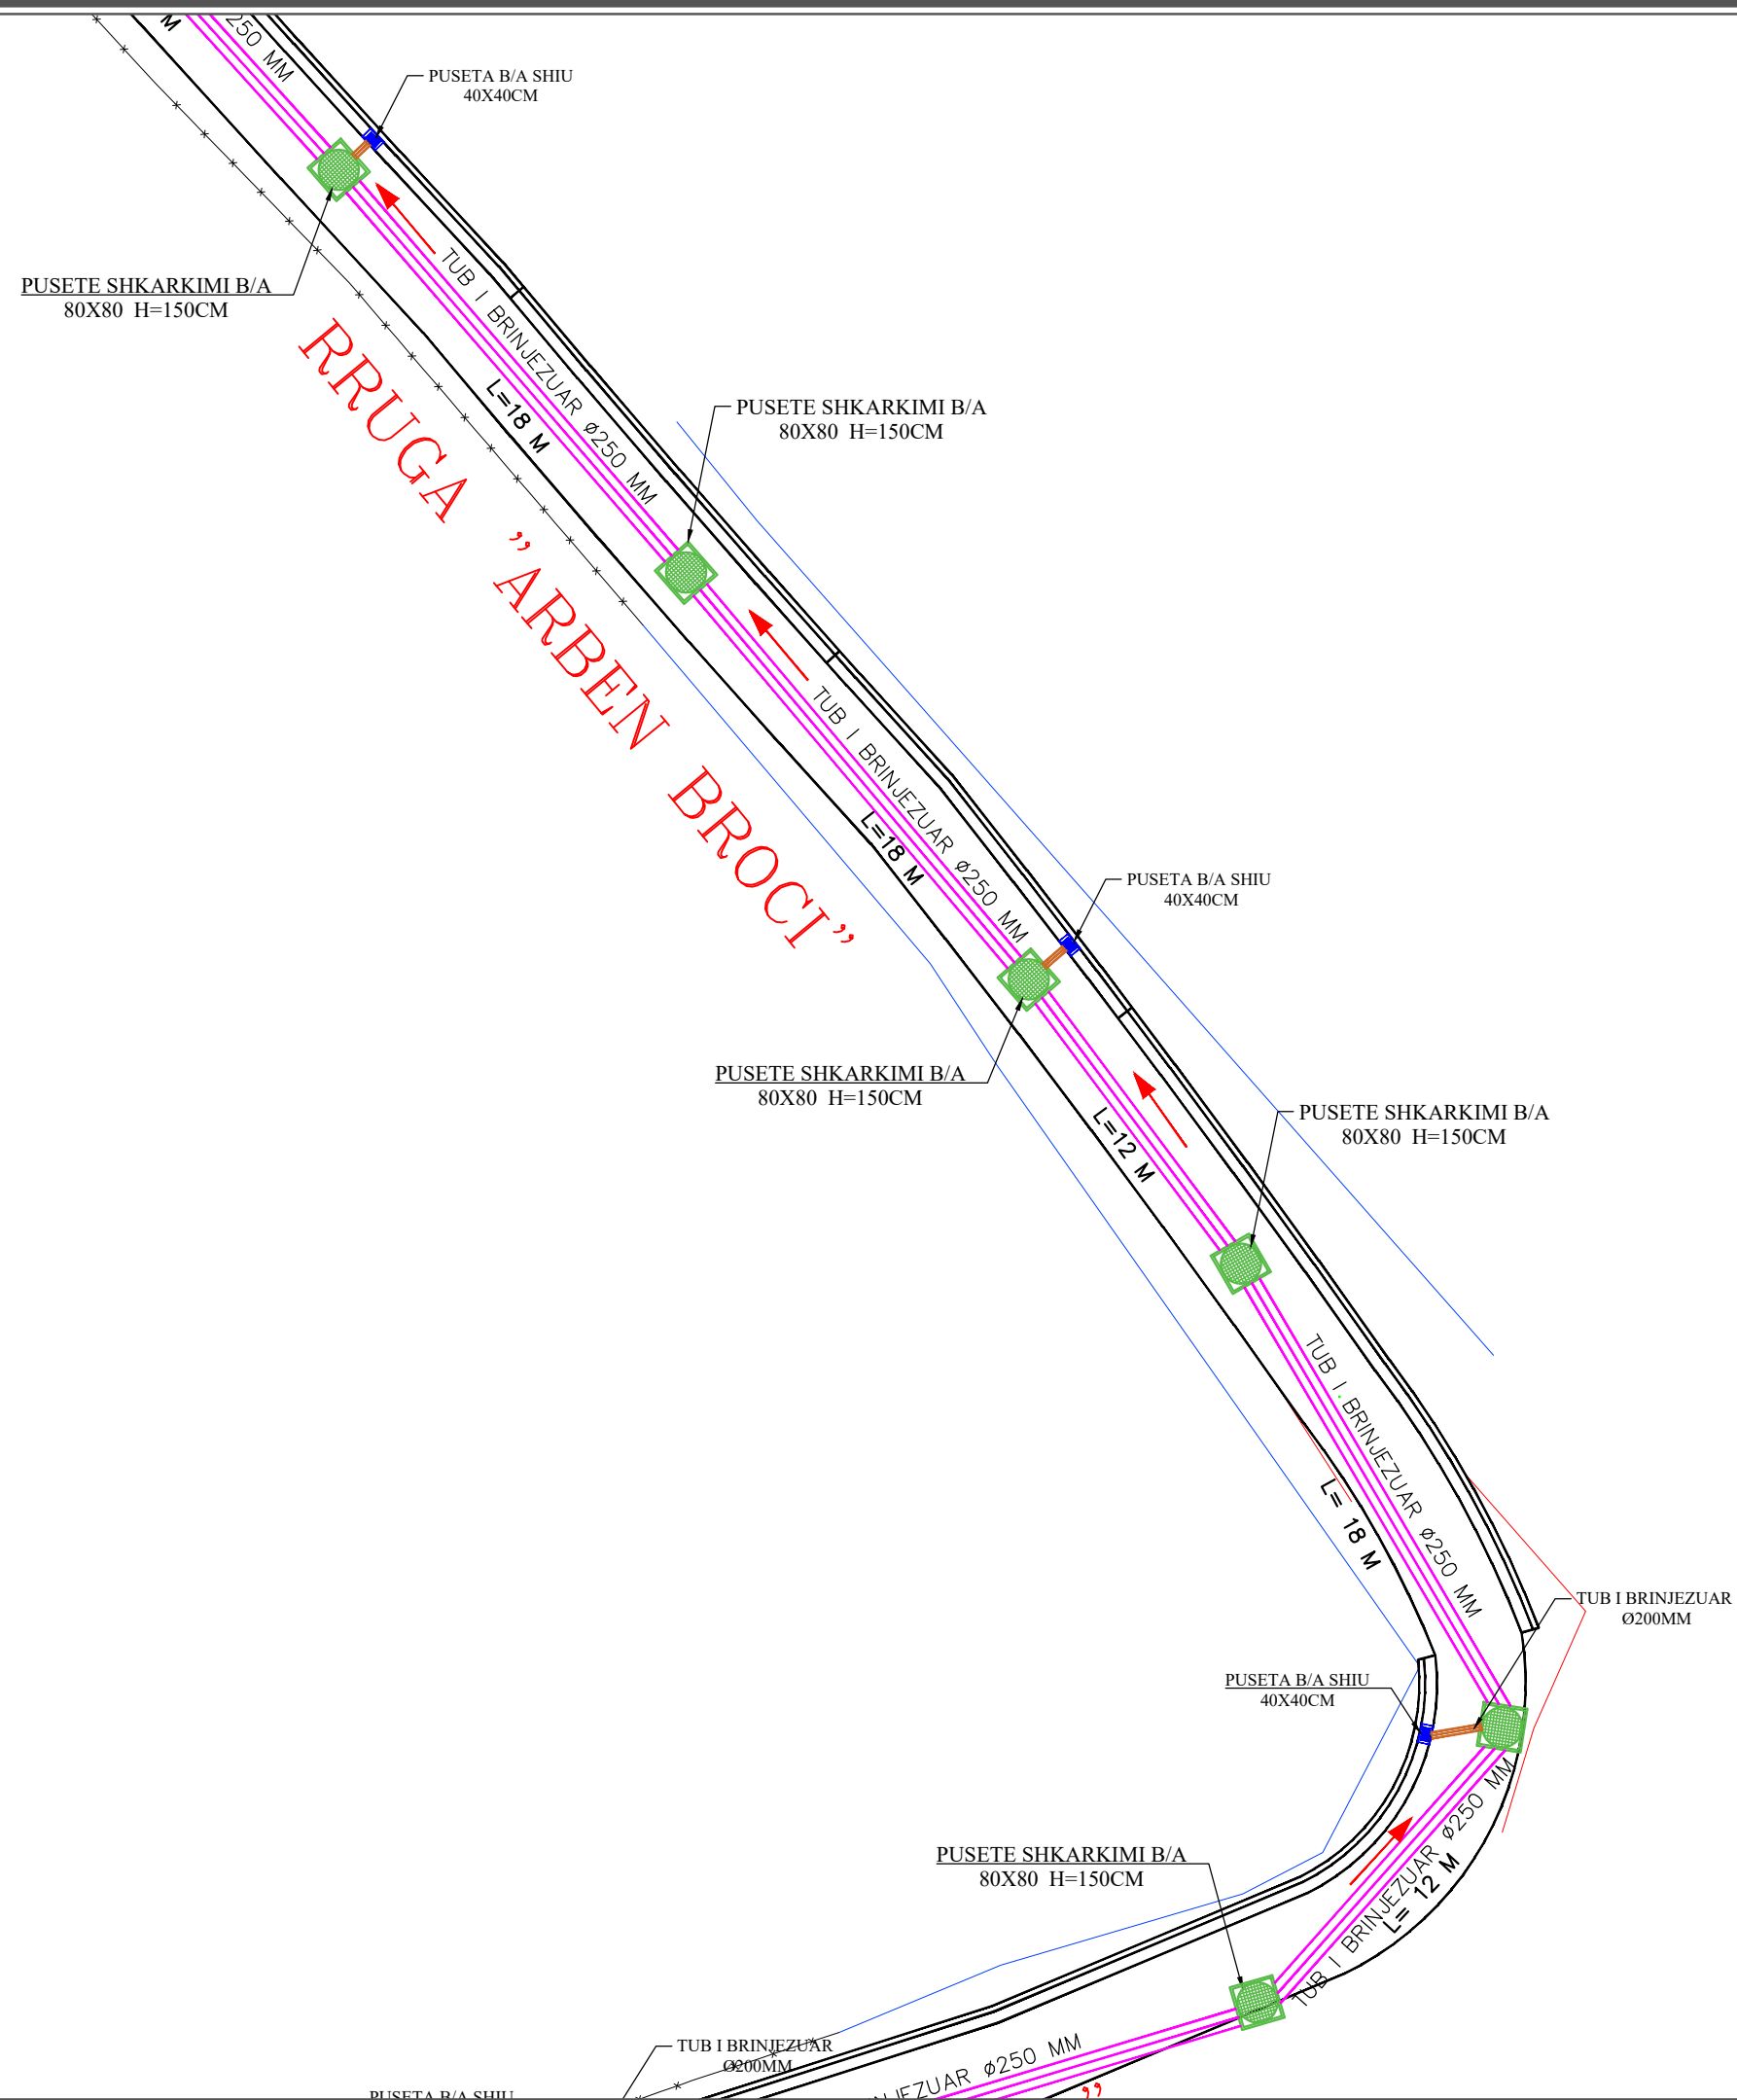 M
250 MM
PUSETA B/A SHIU
40X40CM
PUSETE SHKARKIMI B/A
80X80 H=150CM
TUB I BRINJEZUAR Ø250 MM
L=18 M
RRUGA "ARBEN BROCI"
PUSETE SHKARKIMI B/A
80X80 H=150CM
TUB I BRINJEZUAR Ø250 MM
L=18 M
PUSETA B/A SHIU
40X40CM
PUSETE SHKARKIMI B/A
80X80 H=150CM
L=12 M
PUSETE SHKARKIMI B/A
80X80 H=150CM
TUB I BRINJEZUAR Ø250 MM
L= 18 M
TUB I BRINJEZUAR
Ø200MM
PUSETA B/A SHIU
40X40CM
PUSETE SHKARKIMI B/A
80X80 H=150CM
TUB I BRINJEZUAR Ø250 MM
L= 12 M
TUB I BRINJEZUAR
Ø200MM
JEZUAR Ø250 MM
PUSETA B/A SHIU
"